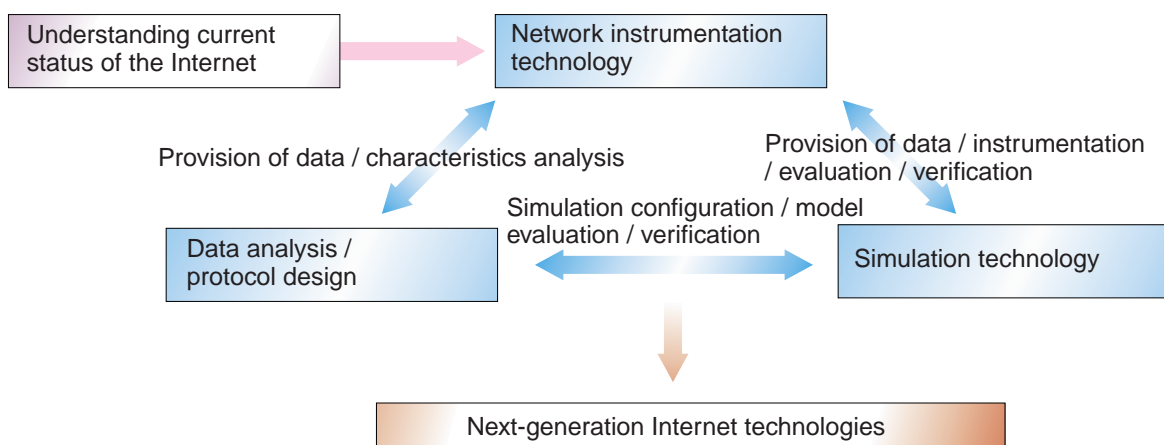 Understanding current
status of the Internet
Network instrumentation
technology
Provision of data / characteristics analysis
Provision of data / instrumentation
/ evaluation / verification
Simulation configuration / model
evaluation / verification
Data analysis /
protocol design
Simulation technology
Next-generation Internet technologies